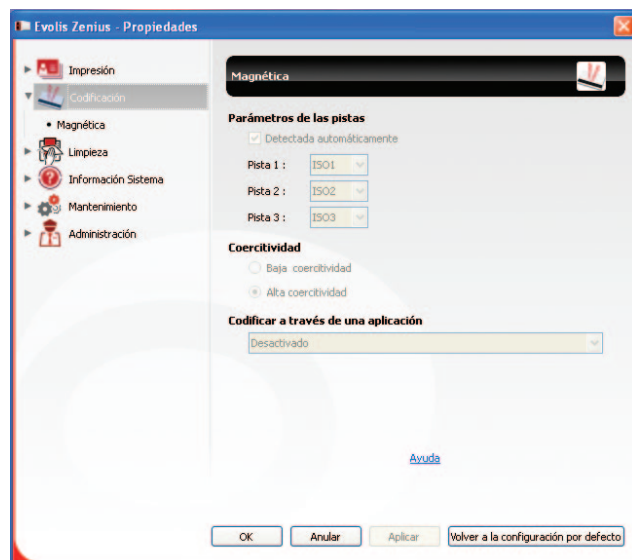 Evolis Zenius - Propiedades
Impresión
Codificación
Magnética
Limpieza
Información Sistema
Mantenimiento
Administración
Magnética
Parámetros de las pistas
Detectada automáticamente
Pista 1 : ISO1
Pista 2 : ISO2
Pista 3 : ISO3
Coercitividad
Baja coercitividad
Alta coercitividad
Codificar a través de una aplicación
Desactivado
Ayuda
OK Anular Aplicar Volver a la configuración por defecto